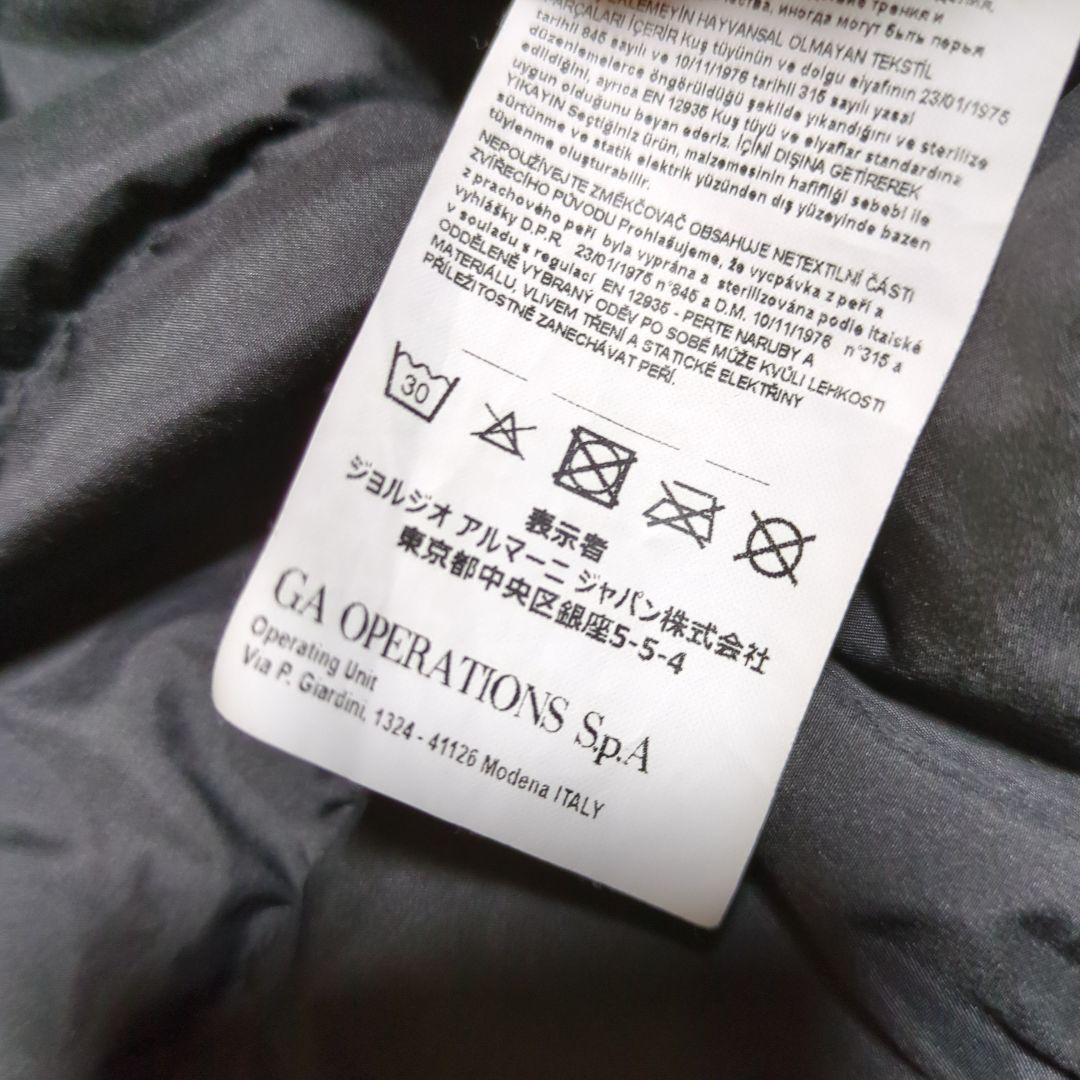 трения и
иногда могут быть перья
HAYVANSAL OLMAYAN TEKSTİL
PARÇALARI İÇERİR Kuş tüyünün ve dolgu elyafının 23/01/1975
tarihli 845 sayılı ve 10/11/1976 tarihli 315 sayılı yasal
düzenlemelerce öngörüldüğü şekilde yıkandığını ve sterilize
edildiğini, ayrıca EN 12935 Kuş tüyü ve elyaflar standardına
uygun olduğunu beyan ederiz. İÇİNİ DIŞINA GETİREREK
YIKAYIN Seçtiğiniz ürün, malzemesinin hafifliği sebebi ile
sürtünme ve statik elektrik yüzünden dış yüzeyinde bazen
tüylenme oluşturabilir.
NEPOUŽÍVEJTE ZMĚKČOVAČ OBSAHUJE NETEXTILNÍ ČÁSTI
ZVÍŘECÍHO PŮVODU Prohlašujeme, že vycpávka z peří a
z prachového peří byla vyprána a sterilizována podle italské
vyhlášky D.P.R. 23/01/1975 n°845 a D.M. 10/11/1976 n°315 a
v souladu s regulací EN 12935 - PERTE NARUBY A
ODDĚLENĚ VYBRANÝ ODĚV PO SOBĚ MŮŽE KVŮLI LEHKOSTI
MATERIÁLU, VLIVEM TŘENÍ A STATICKÉ ELEKTŘINY
PŘÍLEŽITOSTNĚ ZANECHÁVAT PEŘÍ.
30
表示者
ジョルジオ アルマーニ ジャパン株式会社
東京都中央区銀座5-5-4
GA OPERATIONS S.p.A
Operating Unit
Via P. Giardini, 1324 - 41126 Modena ITALY